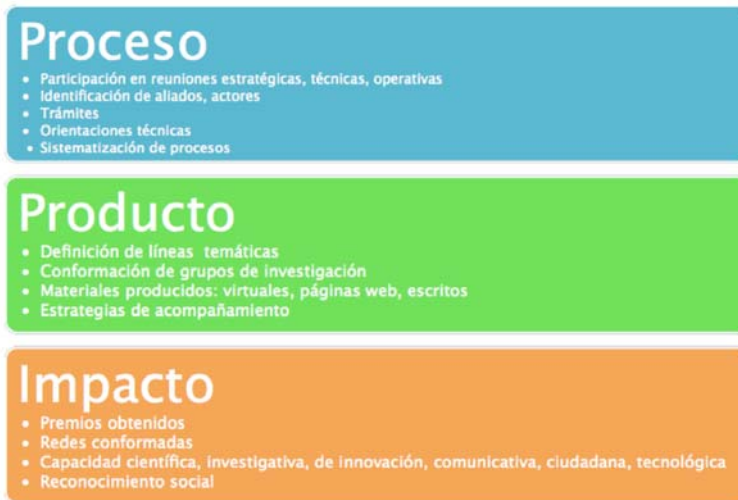 Proceso
• Participación en reuniones estratégicas, técnicas, operativas
• Identificación de aliados, actores
• Trámites
• Orientaciones técnicas
• Sistematización de procesos
Producto
• Definición de líneas temáticas
• Conformación de grupos de investigación
• Materiales producidos: virtuales, páginas web, escritos
• Estrategias de acompañamiento
Impacto
• Premios obtenidos
• Redes conformadas
• Capacidad científica, investigativa, de innovación, comunicativa, ciudadana, tecnológica
• Reconocimiento social